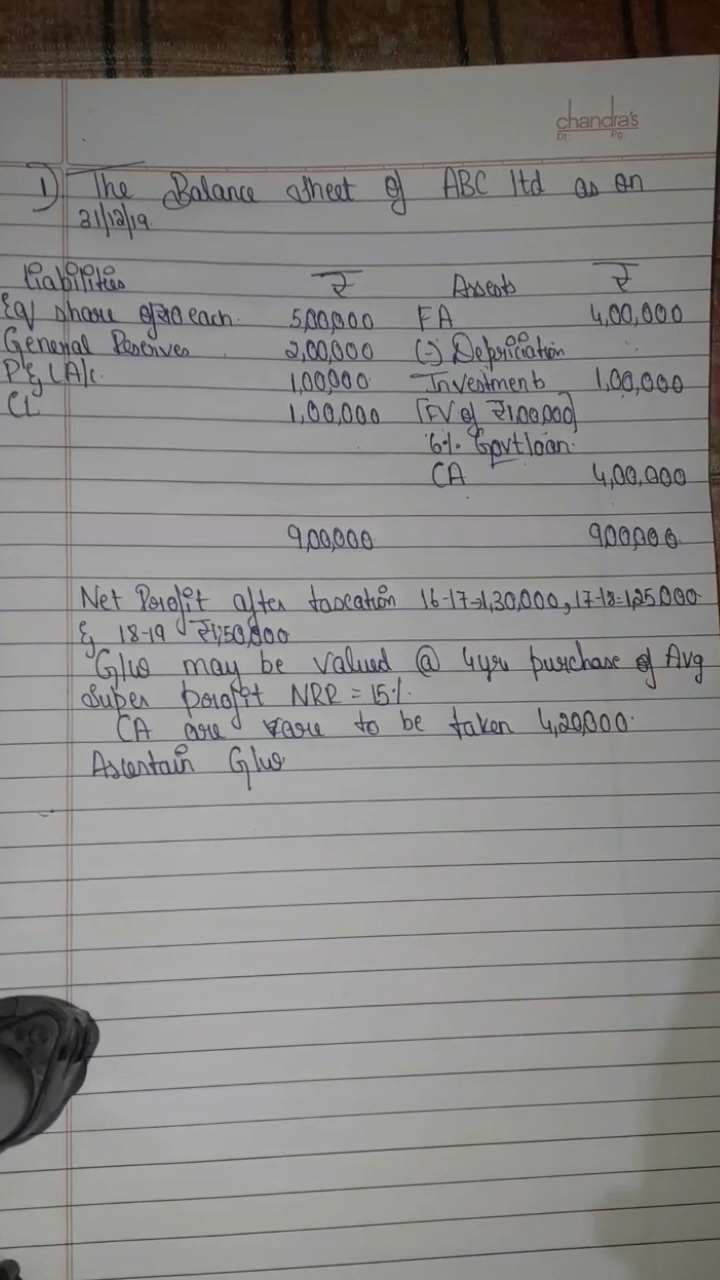 chandra's
Dt: Pg
1) The Balance sheet of ABC ltd as on
31/12/19
Liabilities ₹ Assets ₹
Eq share of each. 5,00,000 FA 4,00,000
General Reserves 2,00,000 (-) Depriciation
P&L A/c. 1,00,000 Investment 1,00,000
CL 1,00,000 [FV of ₹1,00,000]
6% Govt loan.
CA 4,00,000
9,00,000 9,00,000
Net Profit after taxcation 16-17=1,30,000, 17-18=1,25,000
& 18-19 ₹1,50,000
G/w may be valued @ 4yrs purchase of Avg
Super profit NRR = 15%.
CA are to be taken 4,20,000.
Ascertain G/w